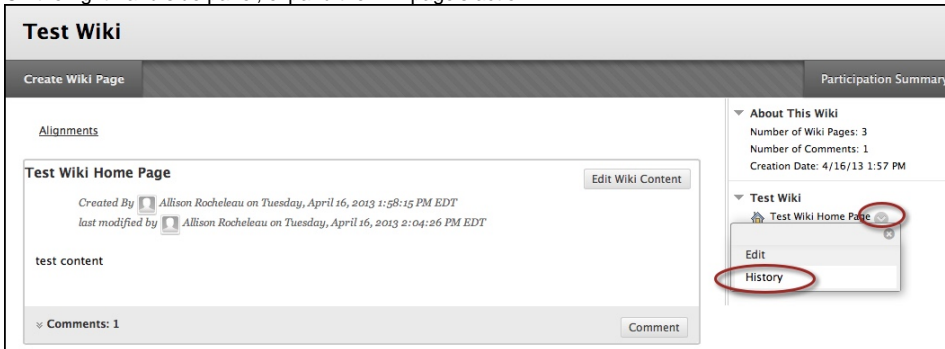 Test Wiki
Create Wiki Page
Participation Summary
Alignments
Test Wiki Home Page
Edit Wiki Content
Created By Allison Rocheleau on Tuesday, April 16, 2013 1:58:15 PM EDT
last modified by Allison Rocheleau on Tuesday, April 16, 2013 2:04:26 PM EDT
test content
Comments: 1
Comment
About This Wiki
Number of Wiki Pages: 3
Number of Comments: 1
Creation Date: 4/16/13 1:57 PM
Test Wiki
Test Wiki Home Page
Edit
History